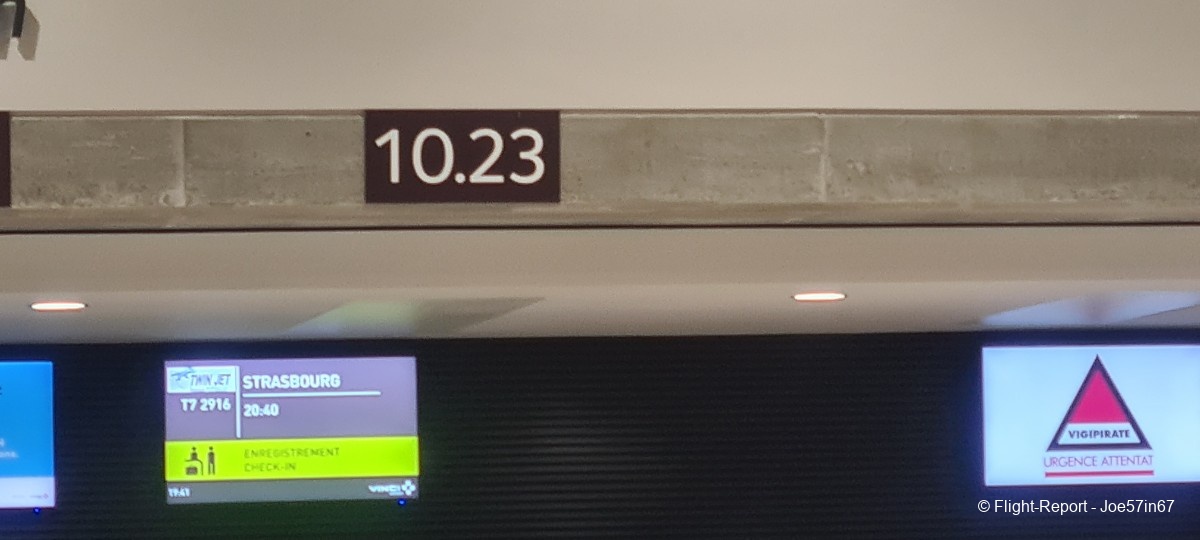 10.23
TWIN JET
STRASBOURG
T7 2916
20:40
ENREGISTREMENT
CHECK-IN
19:41
VINCI
VIGIPIRATE
URGENCE ATTENTAT
© Flight-Report - Joe57in67